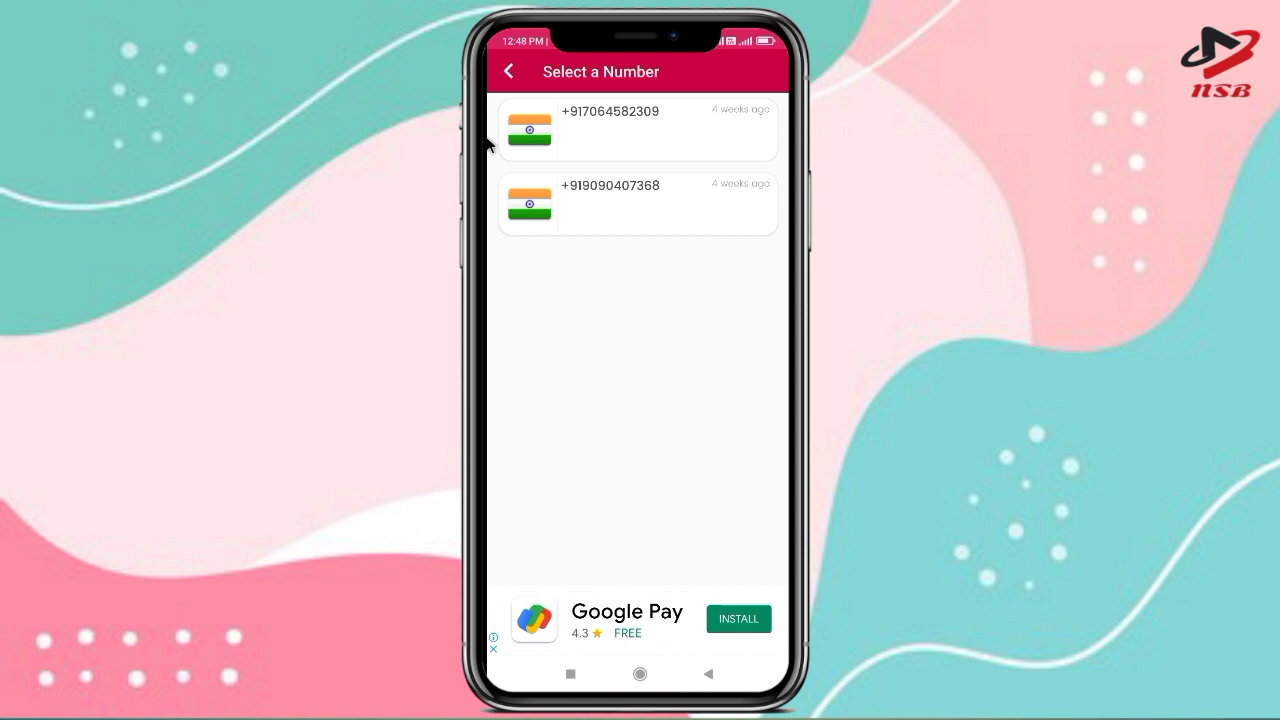 12:48 PM |
Select a Number
+917064582309
4 weeks ago
+919090407368
4 weeks ago
Google Pay
4.3 ★ FREE
INSTALL
NSB